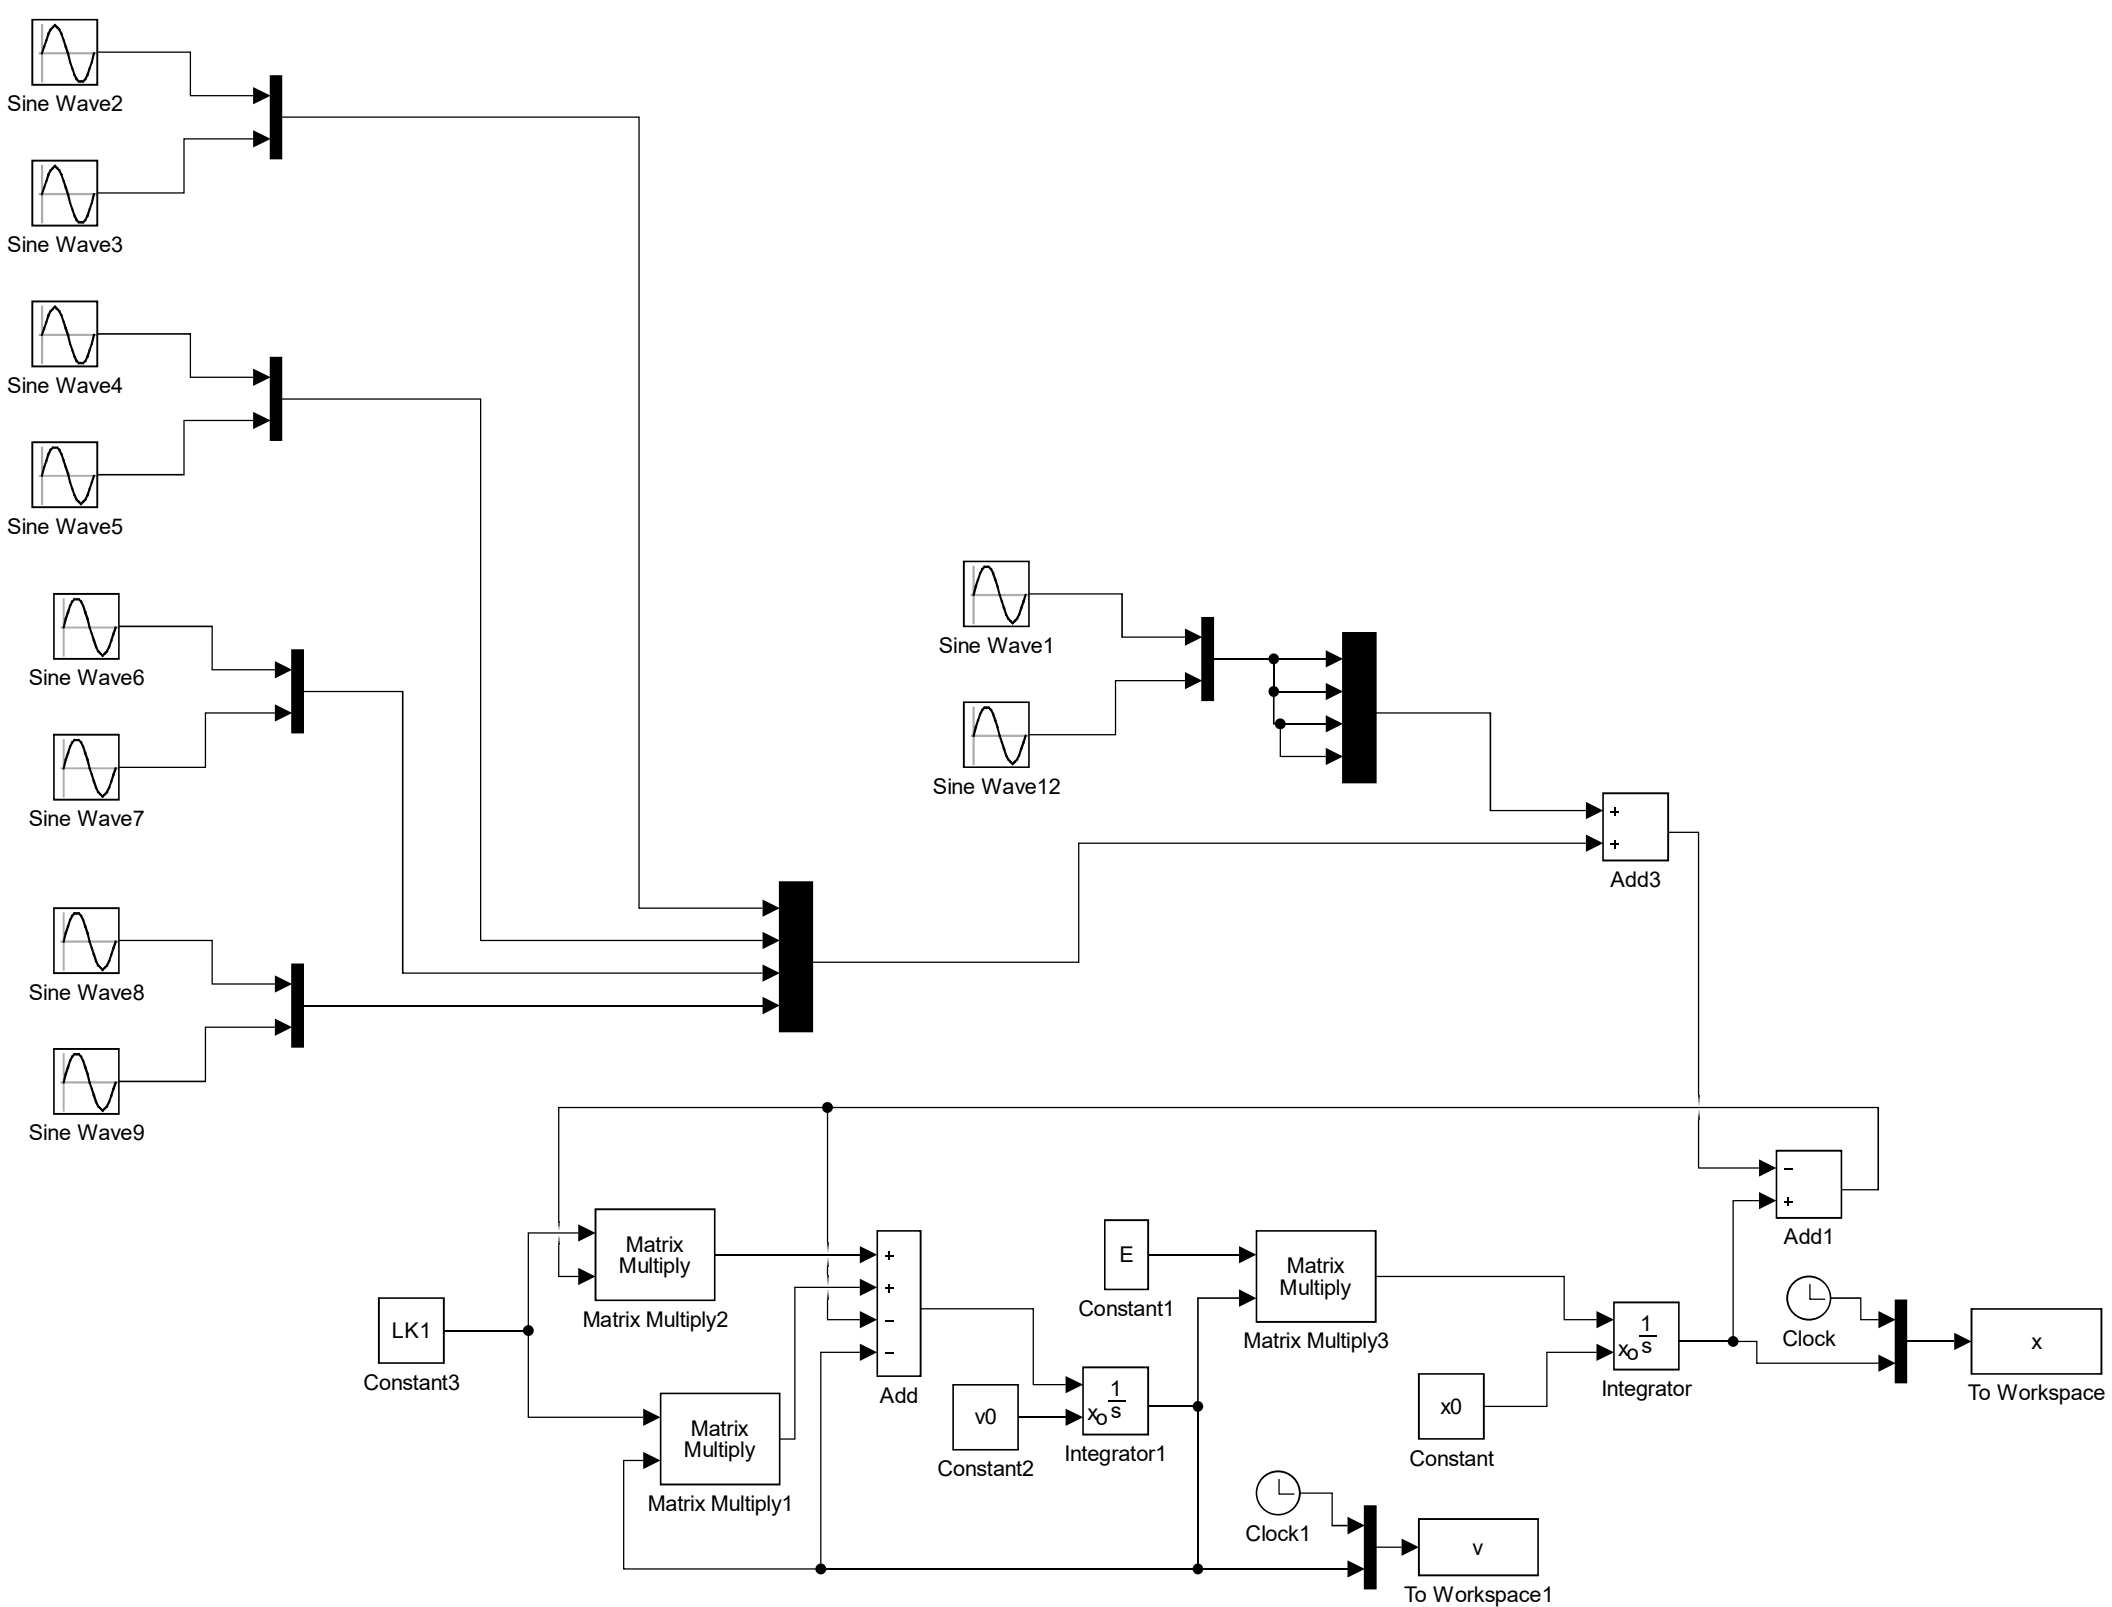 Sine Wave2
Sine Wave3
Sine Wave4
Sine Wave5
Sine Wave6
Sine Wave7
Sine Wave8
Sine Wave9
Sine Wave1
Sine Wave12
+
+
Add3
−
+
Add1
LK1
Constant3
Matrix
Multiply
Matrix Multiply2
Matrix
Multiply
Matrix Multiply1
+
+
−
−
Add
v0
Constant2
1
s
xo
Integrator1
E
Constant1
Matrix
Multiply
Matrix Multiply3
x0
Constant
1
s
xo
Integrator
Clock
x
To Workspace
Clock1
v
To Workspace1